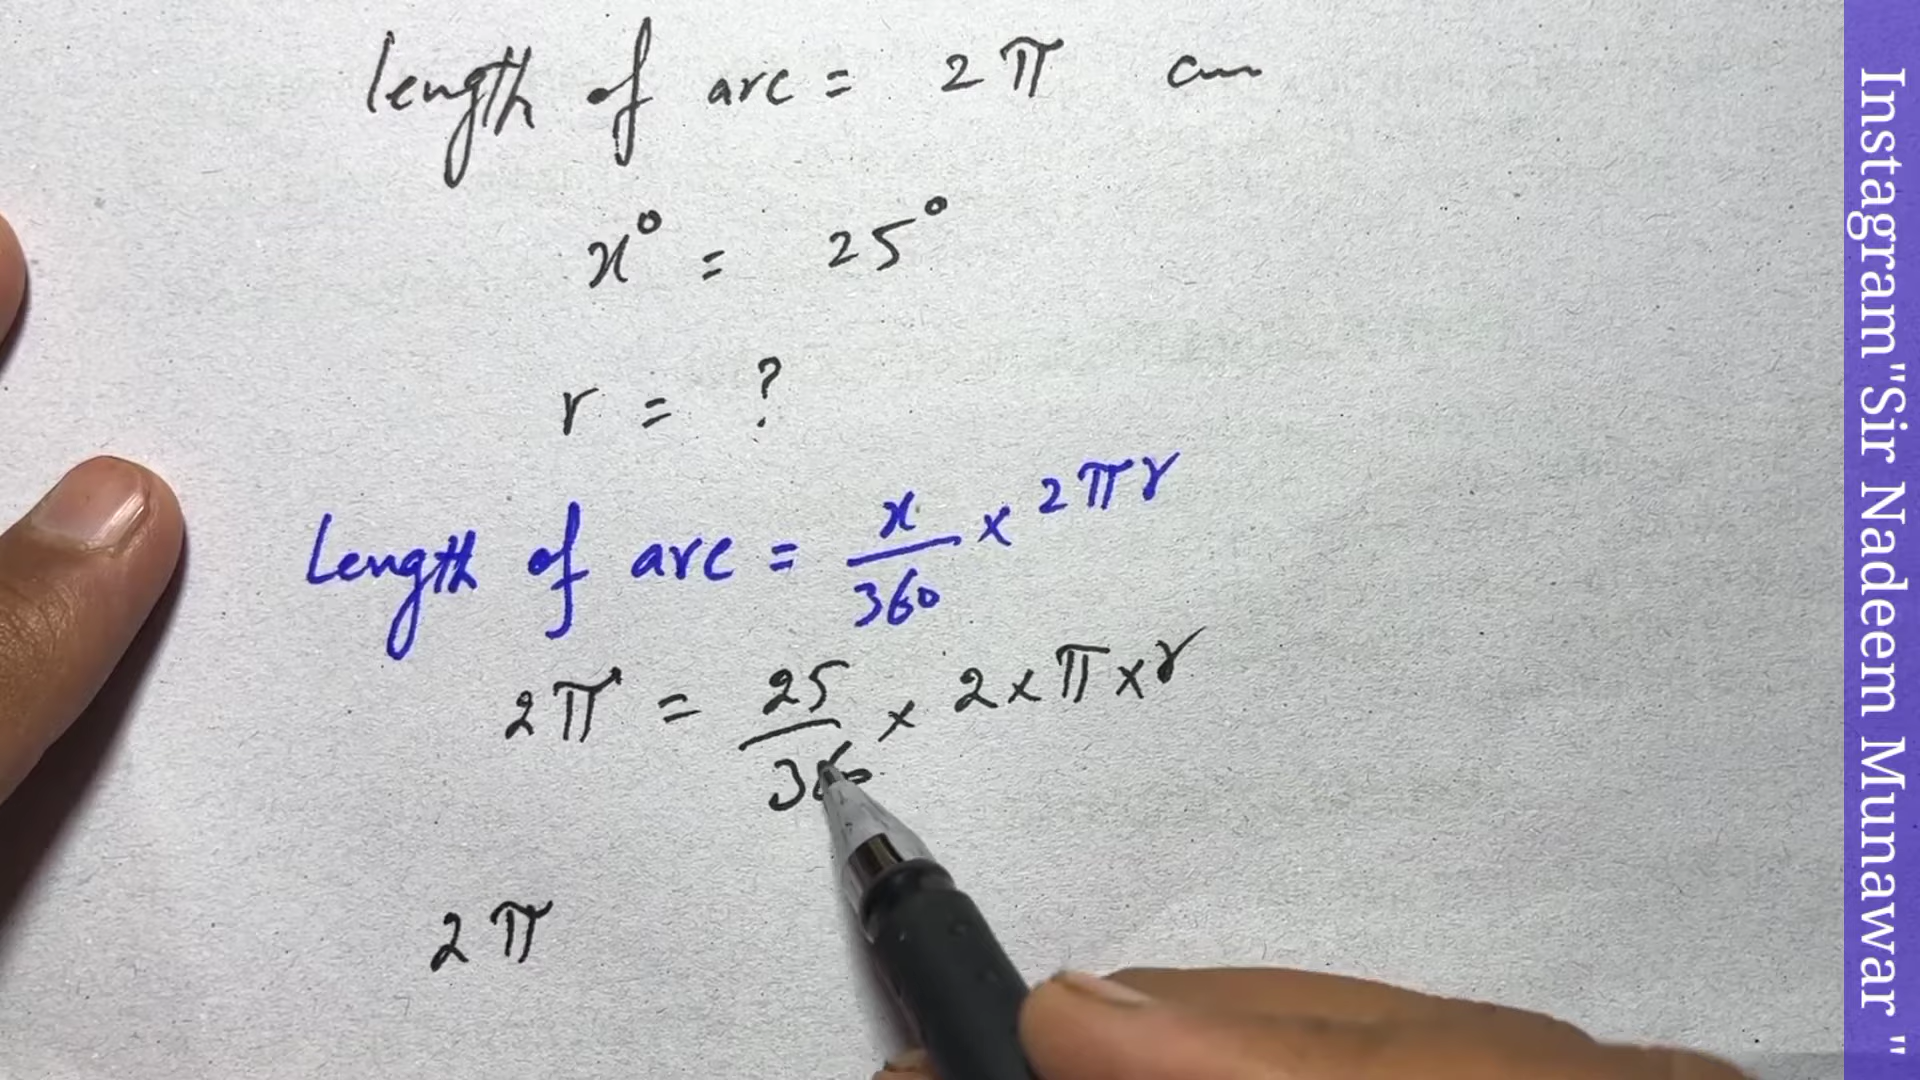 length of arc = 2π cm
x° = 25°
r = ?
Length of arc = x/360 × 2πr
2π = 25/360 × 2×π×r
2π
Instagram"Sir Nadeem Munawar"